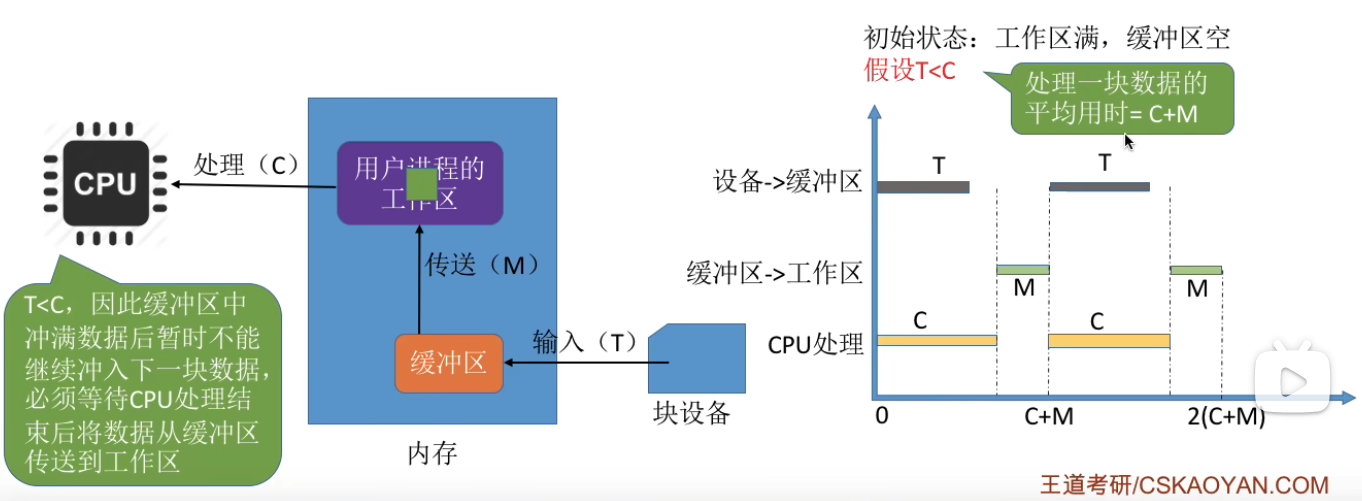 初始状态：工作区满，缓冲区空
假设T<C
处理一块数据的
平均用时= C+M
CPU
处理（C）
用户进程的
工作区
传送（M）
缓冲区
输入（T）
块设备
内存
T<C，因此缓冲区中
冲满数据后暂时不能
继续冲入下一块数据，
必须等待CPU处理结
束后将数据从缓冲区
传送到工作区
设备->缓冲区
T
T
缓冲区->工作区
M
M
CPU处理
C
C
0
C+M
2(C+M)
王道考研/CSKAOYAN.COM